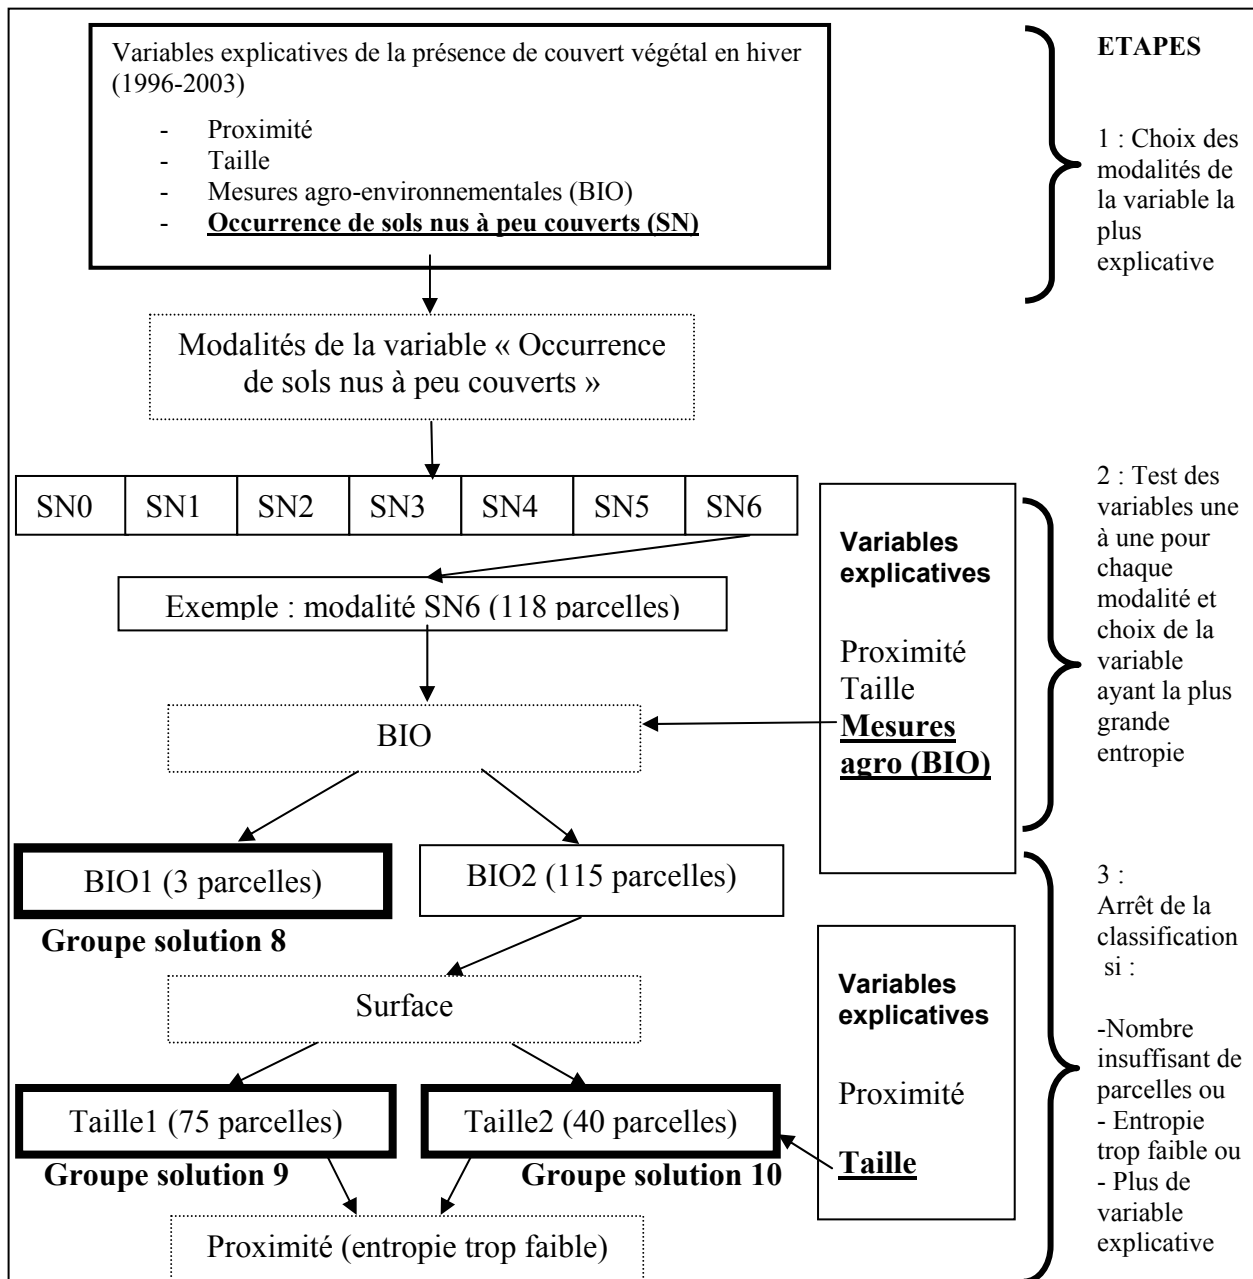 Variables explicatives de la présence de couvert végétal en hiver
(1996-2003)
- Proximité
- Taille
- Mesures agro-environnementales (BIO)
- Occurrence de sols nus à peu couverts (SN)
ETAPES
1 : Choix des
modalités de
la variable la
plus
explicative
Modalités de la variable « Occurrence
de sols nus à peu couverts »
SN0 SN1 SN2 SN3 SN4 SN5 SN6
Exemple : modalité SN6 (118 parcelles)
Variables
explicatives
Proximité
Taille
Mesures
agro (BIO)
2 : Test des
variables une
à une pour
chaque
modalité et
choix de la
variable
ayant la plus
grande
entropie
BIO
BIO1 (3 parcelles)
BIO2 (115 parcelles)
Groupe solution 8
Surface
Variables
explicatives
Proximité
Taille
3 :
Arrêt de la
classification
si :
-Nombre
insuffisant de
parcelles ou
- Entropie
trop faible ou
- Plus de
variable
explicative
Taille1 (75 parcelles)
Taille2 (40 parcelles)
Groupe solution 9
Groupe solution 10
Proximité (entropie trop faible)